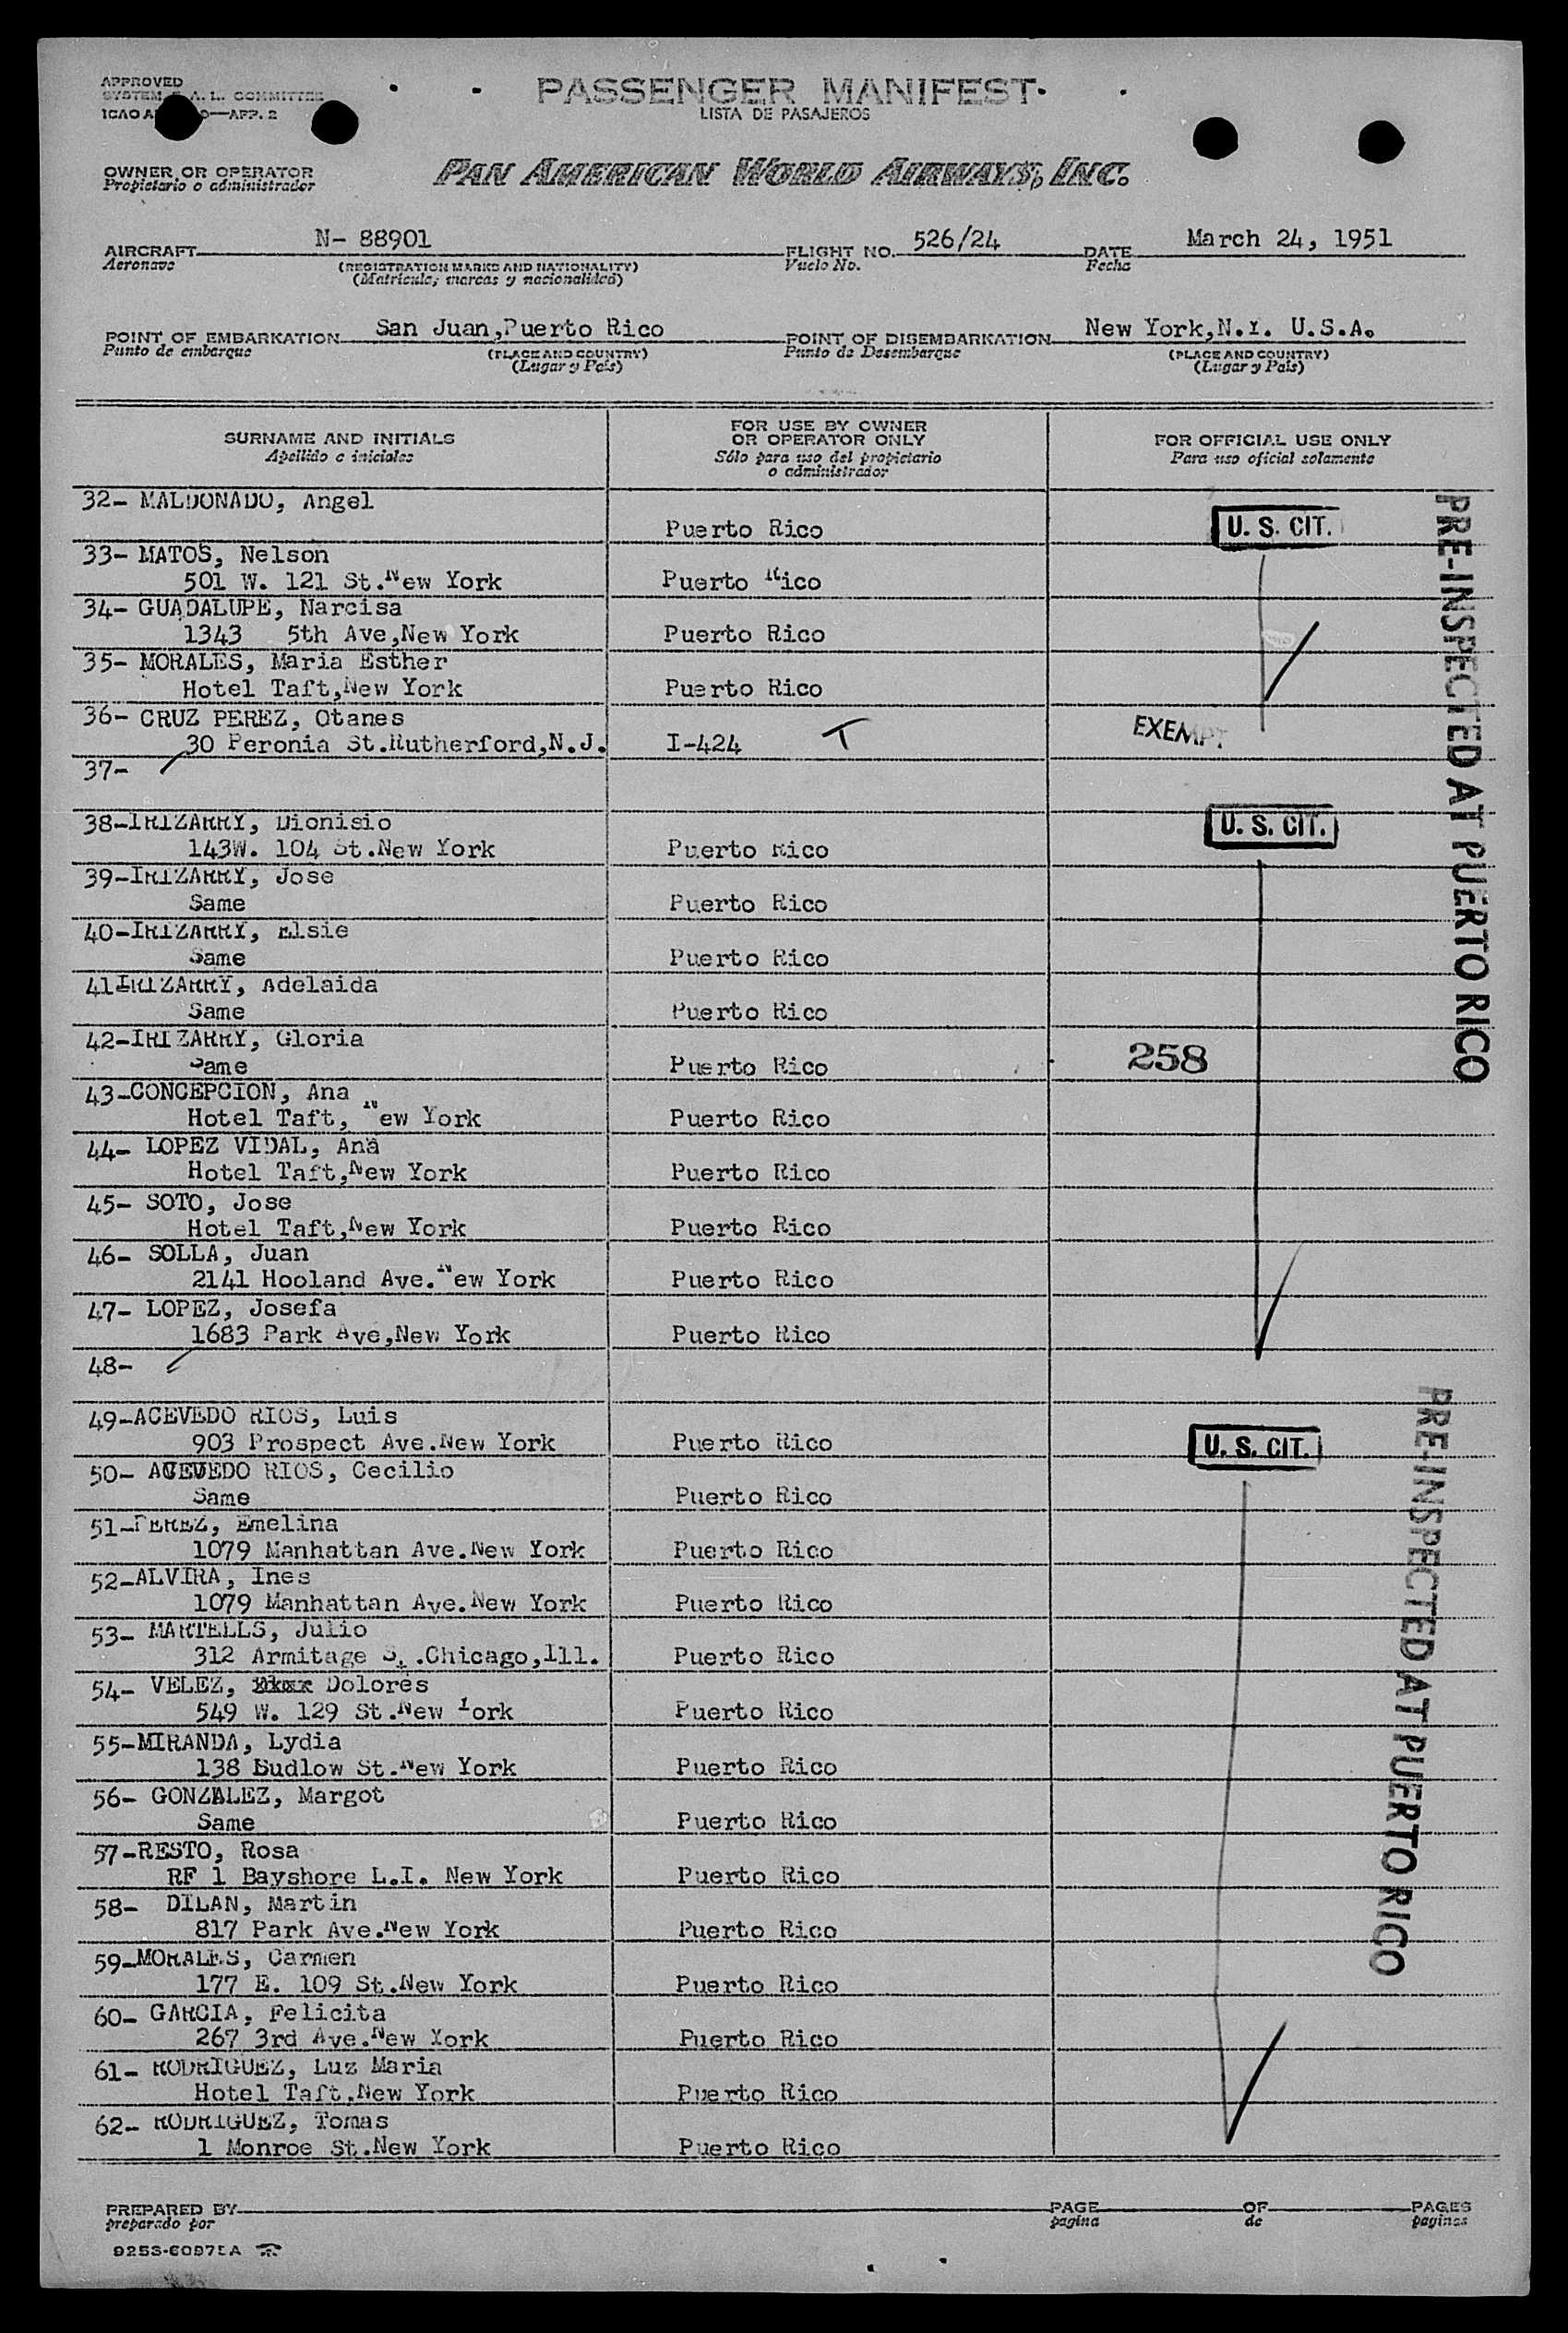 APPROVED
SYSTEM F. A. L. COMMITTEE
ICAO —APP. 2
PASSENGER MANIFEST
LISTA DE PASAJEROS
OWNER OR OPERATOR
Propietario o administrador
PAN AMERICAN WORLD AIRWAYS, INC.
AIRCRAFT N- 88901 FLIGHT NO. 526/24 DATE March 24, 1951
Aeronave (REGISTRATION MARKS AND NATIONALITY) Vuelo No. Fecha
(Matricula, marcas y nacionalidad)
POINT OF EMBARKATION San Juan,Puerto Rico POINT OF DISEMBARKATION New York,N.Y. U.S.A.
Punto de embarque (PLACE AND COUNTRY) Punto de Desembarque (PLACE AND COUNTRY)
(Lugar y País) (Lugar y País)
SURNAME AND INITIALS FOR USE BY OWNER OR OPERATOR ONLY FOR OFFICIAL USE ONLY
Apellido e iniciales Sólo para uso del propietario o administrador Para uso oficial solamente
32- MALDONADO, Angel
Puerto Rico U. S. CIT.
33- MATOS, Nelson
501 W. 121 St.New York Puerto Rico
34- GUADALUPE, Narcisa
1343 5th Ave,New York Puerto Rico
35- MORALES, Maria Esther
Hotel Taft,New York Puerto Rico
36- CRUZ PEREZ, Otanes
30 Peronia St.Rutherford,N.J. I-424 T EXEMPT
37-
38-IRIZARRY, Dionisio U. S. CIT.
143W. 104 St.New York Puerto Rico
39-IRIZARRY, Jose
Same Puerto Rico
40-IRIZARRY, Elsie
Same Puerto Rico
41-IRIZARRY, Adelaida
Same Puerto Rico
42-IRIZARRY, Gloria
Same Puerto Rico 258
43-CONCEPCION, Ana
Hotel Taft, New York Puerto Rico
44- LOPEZ VIDAL, Ana
Hotel Taft,New York Puerto Rico
45- SOTO, Jose
Hotel Taft,New York Puerto Rico
46- SOLLA, Juan
2141 Hooland Ave.New York Puerto Rico
47- LOPEZ, Josefa
1683 Park Ave,New York Puerto Rico
48-
49-ACEVEDO RIOS, Luis
903 Prospect Ave.New York Puerto Rico U. S. CIT.
50- ACEVEDO RIOS, Cecilio
Same Puerto Rico
51-PEREZ, Emelina
1079 Manhattan Ave.New York Puerto Rico
52-ALVIRA, Ines
1079 Manhattan Ave.New York Puerto Rico
53- MARTELLS, Julio
312 Armitage St.Chicago,Ill. Puerto Rico
54- VELEZ, Dolores
549 W. 129 St.New York Puerto Rico
55-MIRANDA, Lydia
138 Budlow St.New York Puerto Rico
56- GONZALEZ, Margot
Same Puerto Rico
57-RESTO, Rosa
RF 1 Bayshore L.I. New York Puerto Rico
58- DILAN, Martin
817 Park Ave.New York Puerto Rico
59-MORALES, Carmen
177 E. 109 St.New York Puerto Rico
60- GARCIA, Felicita
267 3rd Ave.New York Puerto Rico
61- RODRIGUEZ, Luz Maria
Hotel Taft.New York Puerto Rico
62- RODRIGUEZ, Tomas
1 Monroe St.New York Puerto Rico
PRE-INSPECTED AT PUERTO RICO
PRE-INSPECTED AT PUERTO RICO
PREPARED BY PAGE OF PAGES
preparado por pagina de paginas